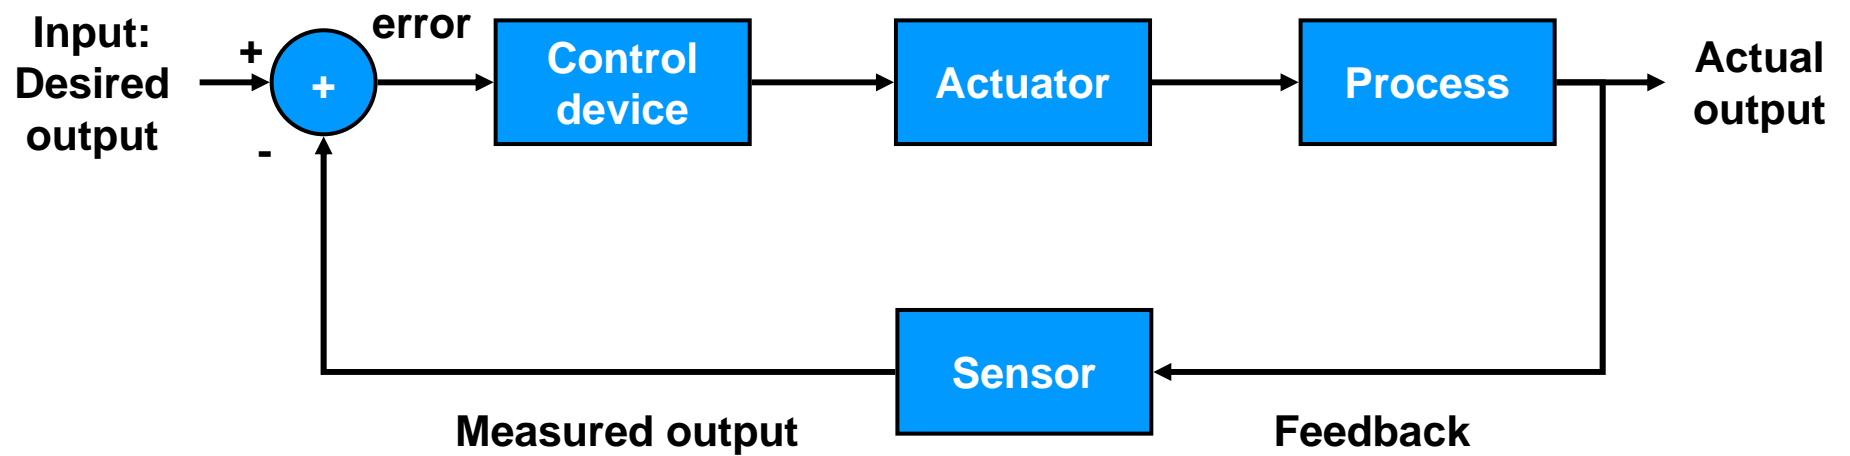 Input:
Desired
output
+
-
+
error
Control
device
Actuator
Process
Actual
output
Sensor
Measured output
Feedback